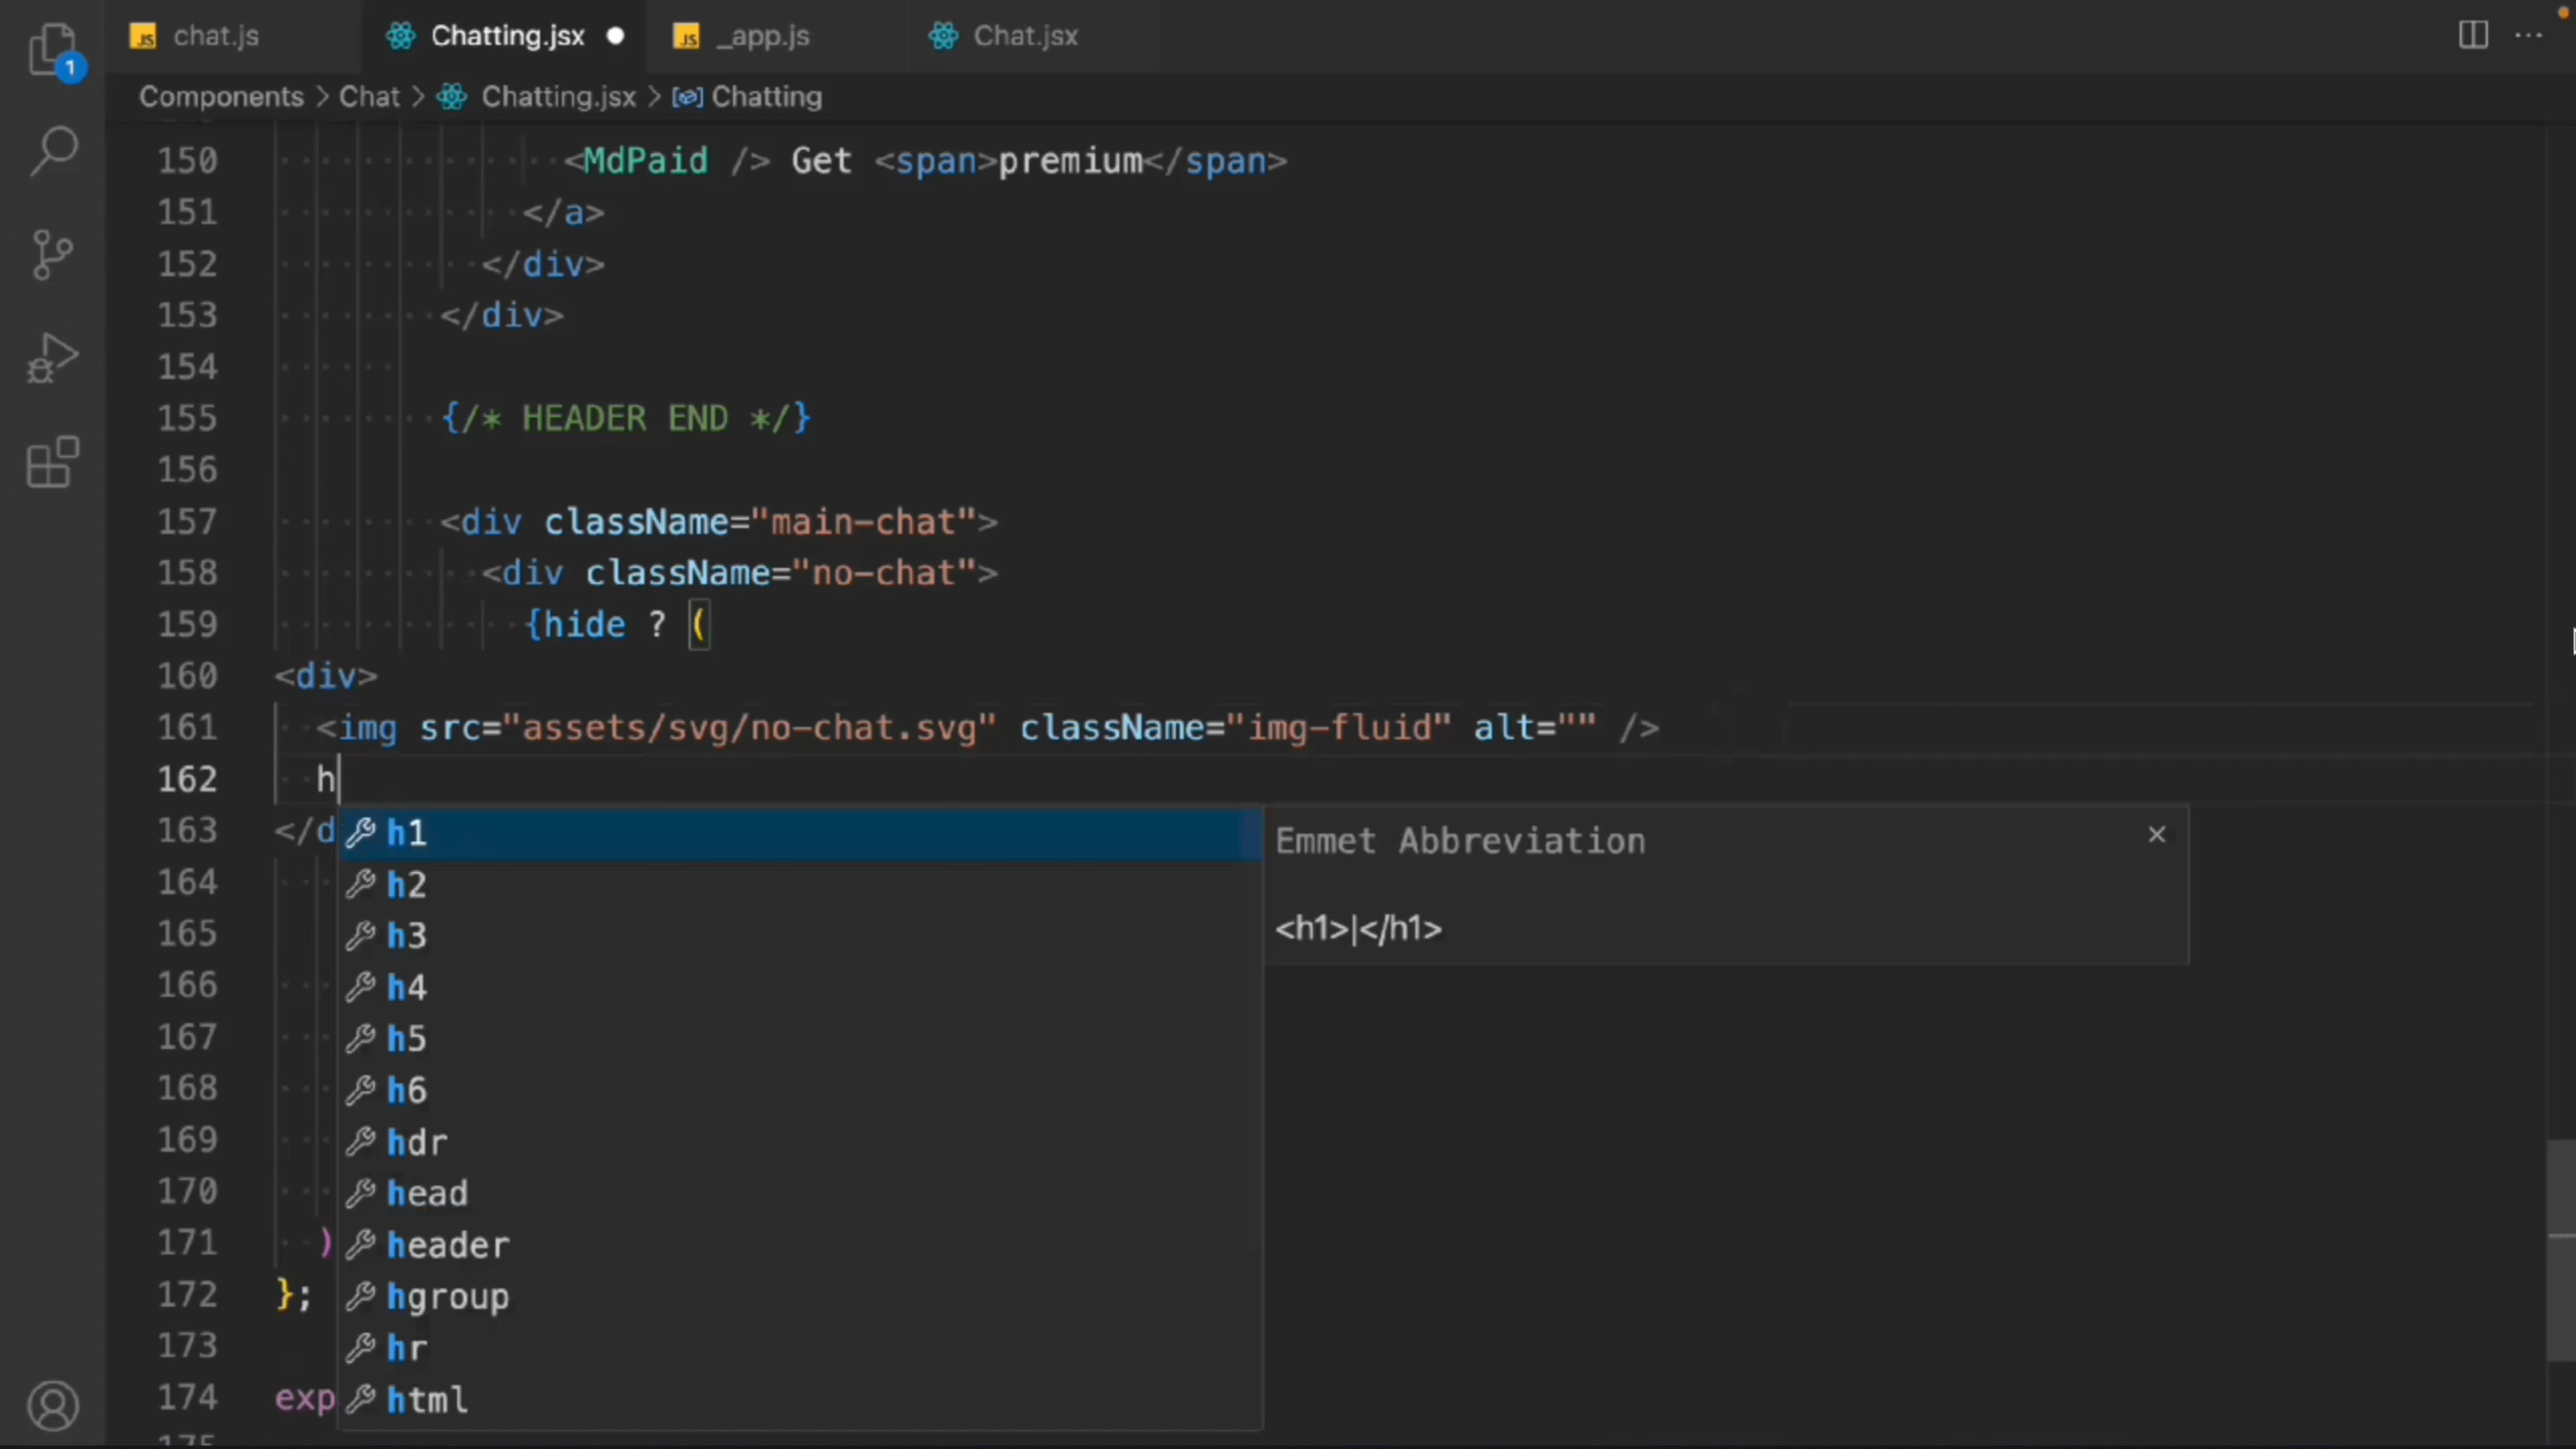 chat.js Chatting.jsx _app.js Chat.jsx
1
Components > Chat > Chatting.jsx > Chatting
150 <MdPaid /> Get <span>premium</span>
151 </a>
152 </div>
153 </div>
154
155 {/* HEADER END */}
156
157 <div className="main-chat">
158 <div className="no-chat">
159 {hide ? (
160 <div>
161 <img src="assets/svg/no-chat.svg" className="img-fluid" alt="" />
162 h
163 </d
h1
Emmet Abbreviation
164
h2
165
h3
<h1>|</h1>
166
h4
167
h5
168
h6
169
hdr
170
head
171 )
header
172 };
hgroup
173
hr
174 exp
html